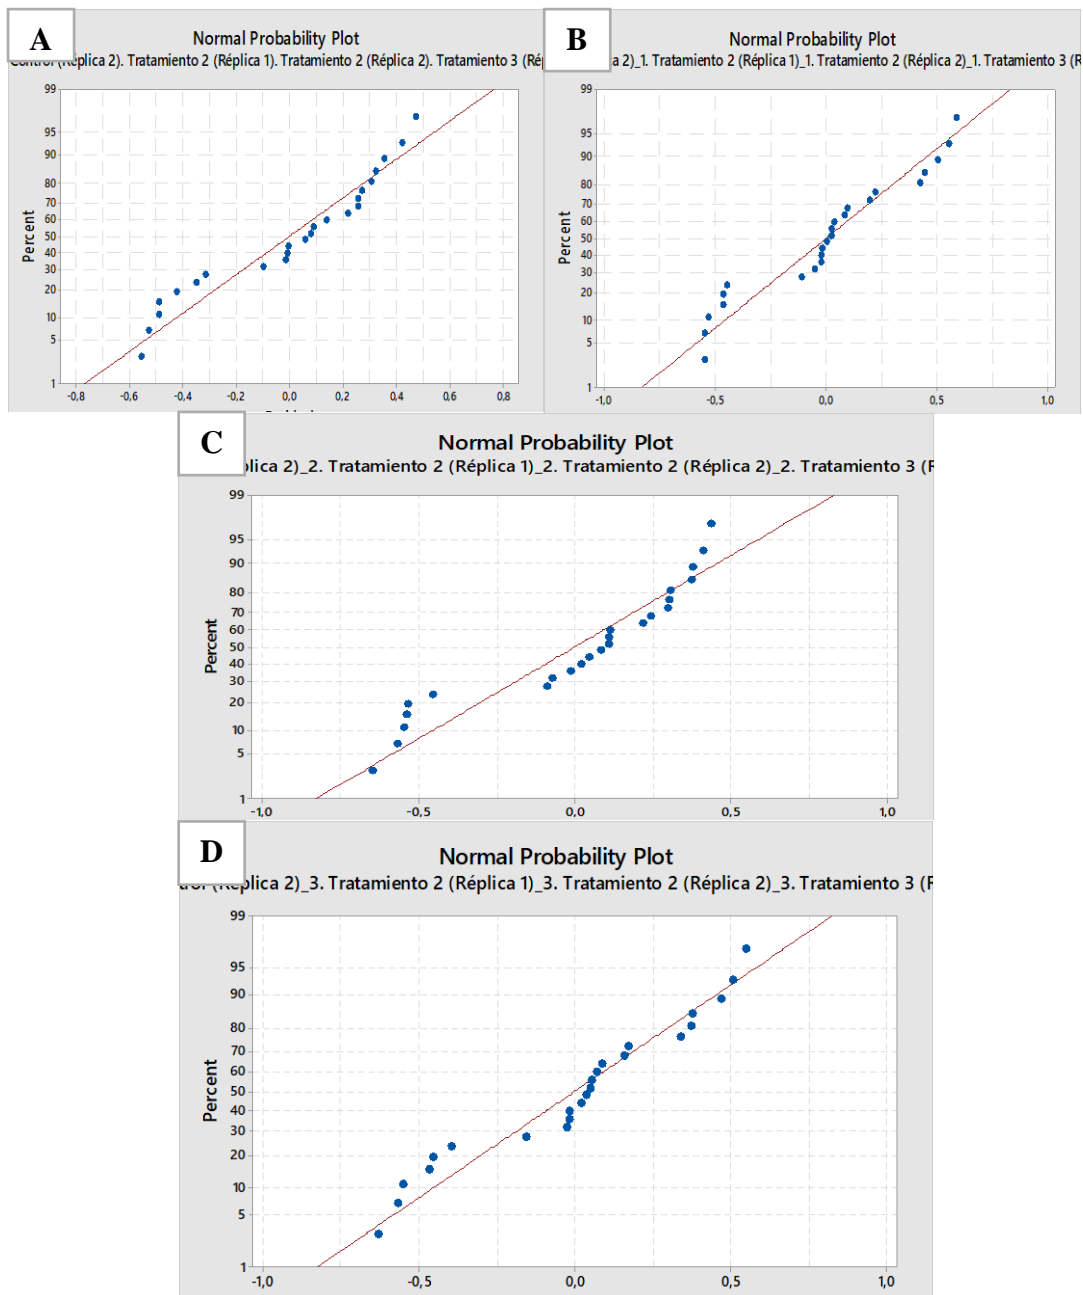 A
Normal Probability Plot
Control (Réplica 2). Tratamiento 2 (Réplica 1). Tratamiento 2 (Réplica 2). Tratamiento 3 (Ré
99
95
90
80
70
60
50
40
30
20
10
5
1
Percent
-0,8 -0,6 -0,4 -0,2 0,0 0,2 0,4 0,6 0,8
B
Normal Probability Plot
a 2)_1. Tratamiento 2 (Réplica 1)_1. Tratamiento 2 (Réplica 2)_1. Tratamiento 3 (R
99
95
90
80
70
60
50
40
30
20
10
5
1
Percent
-1,0 -0,5 0,0 0,5 1,0
C
Normal Probability Plot
plica 2)_2. Tratamiento 2 (Réplica 1)_2. Tratamiento 2 (Réplica 2)_2. Tratamiento 3 (R
99
95
90
80
70
60
50
40
30
20
10
5
1
Percent
-1,0 -0,5 0,0 0,5 1,0
D
Normal Probability Plot
trol (Réplica 2)_3. Tratamiento 2 (Réplica 1)_3. Tratamiento 2 (Réplica 2)_3. Tratamiento 3 (R
99
95
90
80
70
60
50
40
30
20
10
5
1
Percent
-1,0 -0,5 0,0 0,5 1,0